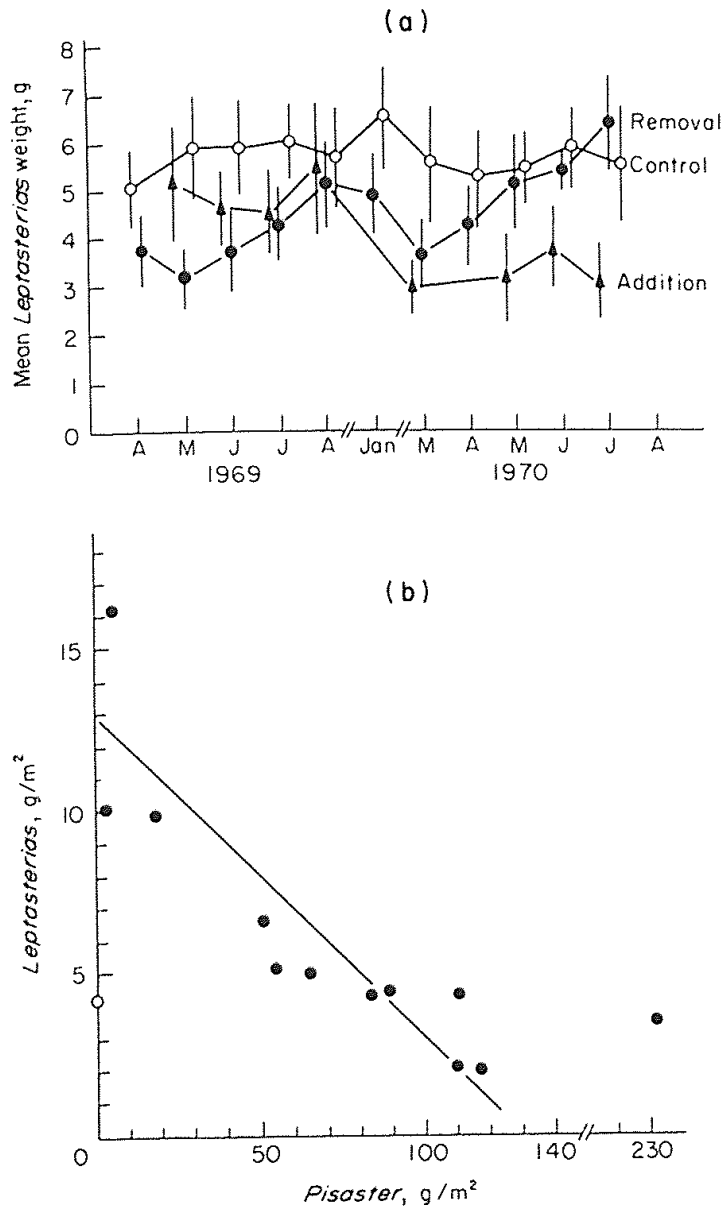 (a)
8
7
6
5
4
3
2
1
0
Mean Leptasterias weight, g
Removal
Control
Addition
A M J J A Jan M A M J J A
1969 1970
(b)
15
10
5
0
Leptasterias, g/m²
50 100 140 230
Pisaster, g/m²